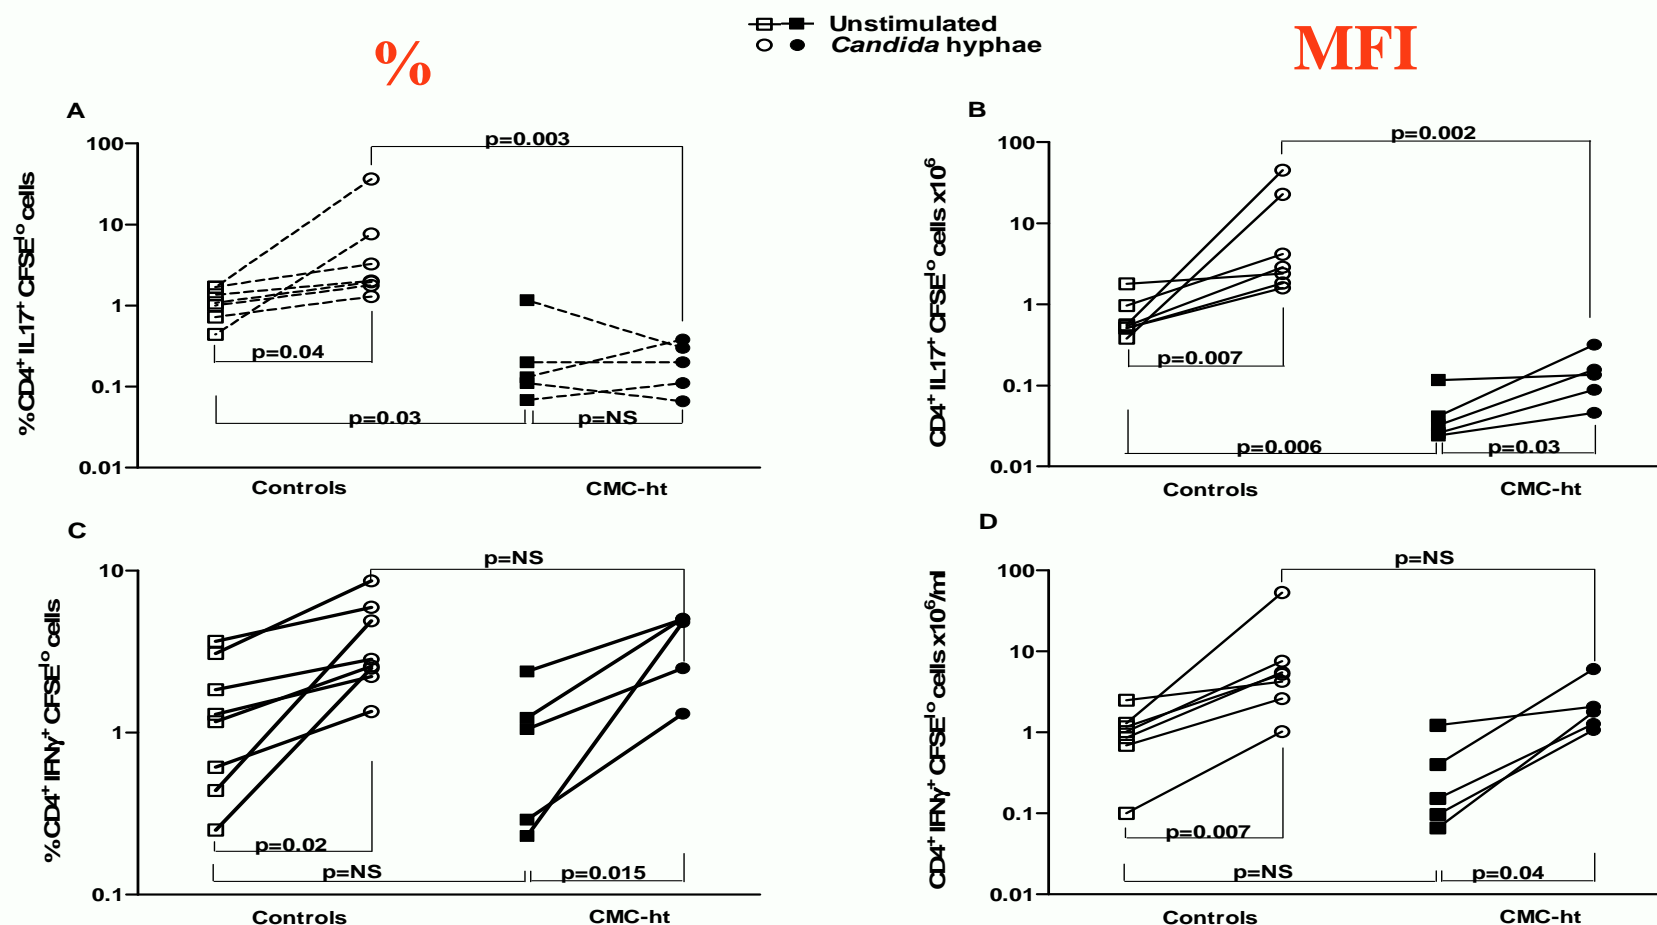 Unstimulated
Candida hyphae
%
MFI
A
%CD4+ IL17+ CFSElo cells
100
10
1
0.1
0.01
p=0.003
p=0.04
p=0.03
p=NS
Controls
CMC-ht
B
CD4+ IL17+ CFSElo cells x10^6
100
10
1
0.1
0.01
p=0.002
p=0.007
p=0.006
p=0.03
Controls
CMC-ht
C
%CD4+ IFNγ+ CFSElo cells
10
1
0.1
p=NS
p=0.02
p=NS
p=0.015
Controls
CMC-ht
D
CD4+ IFNγ+ CFSElo cells x10^6/ml
100
10
1
0.1
0.01
p=NS
p=0.007
p=NS
p=0.04
Controls
CMC-ht